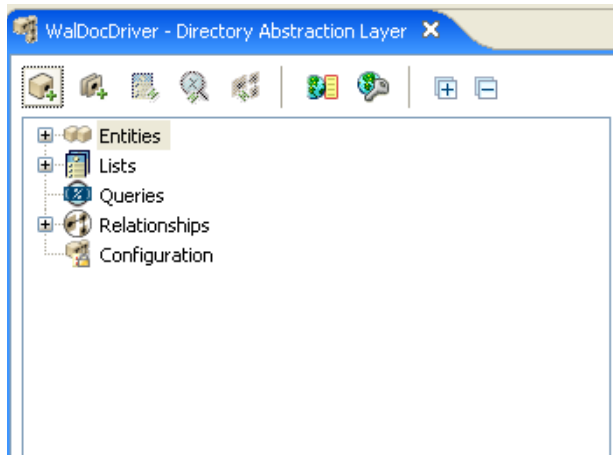 WalDocDriver - Directory Abstraction Layer
Entities
Lists
Queries
Relationships
Configuration